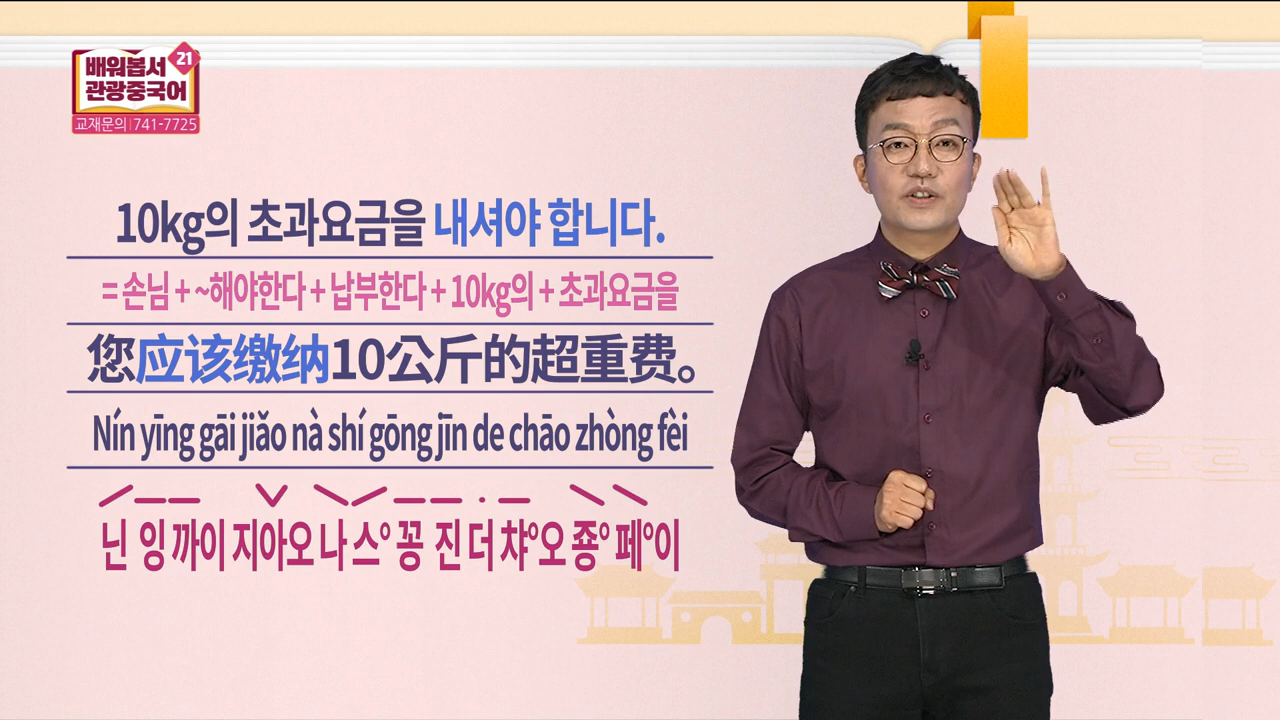 배워봅서 21
관광중국어
교재문의 741-7725
10kg의 초과요금을 내셔야 합니다.
= 손님 + ~해야한다 + 납부한다 + 10kg의 + 초과요금을
您应该缴纳10公斤的超重费。
Nín yīng gāi jiǎo nà shí gōng jīn de chāo zhòng fèi
닌 잉 까이 지아오 나 스° 꽁 진 더 챠°오 죵° 페°이